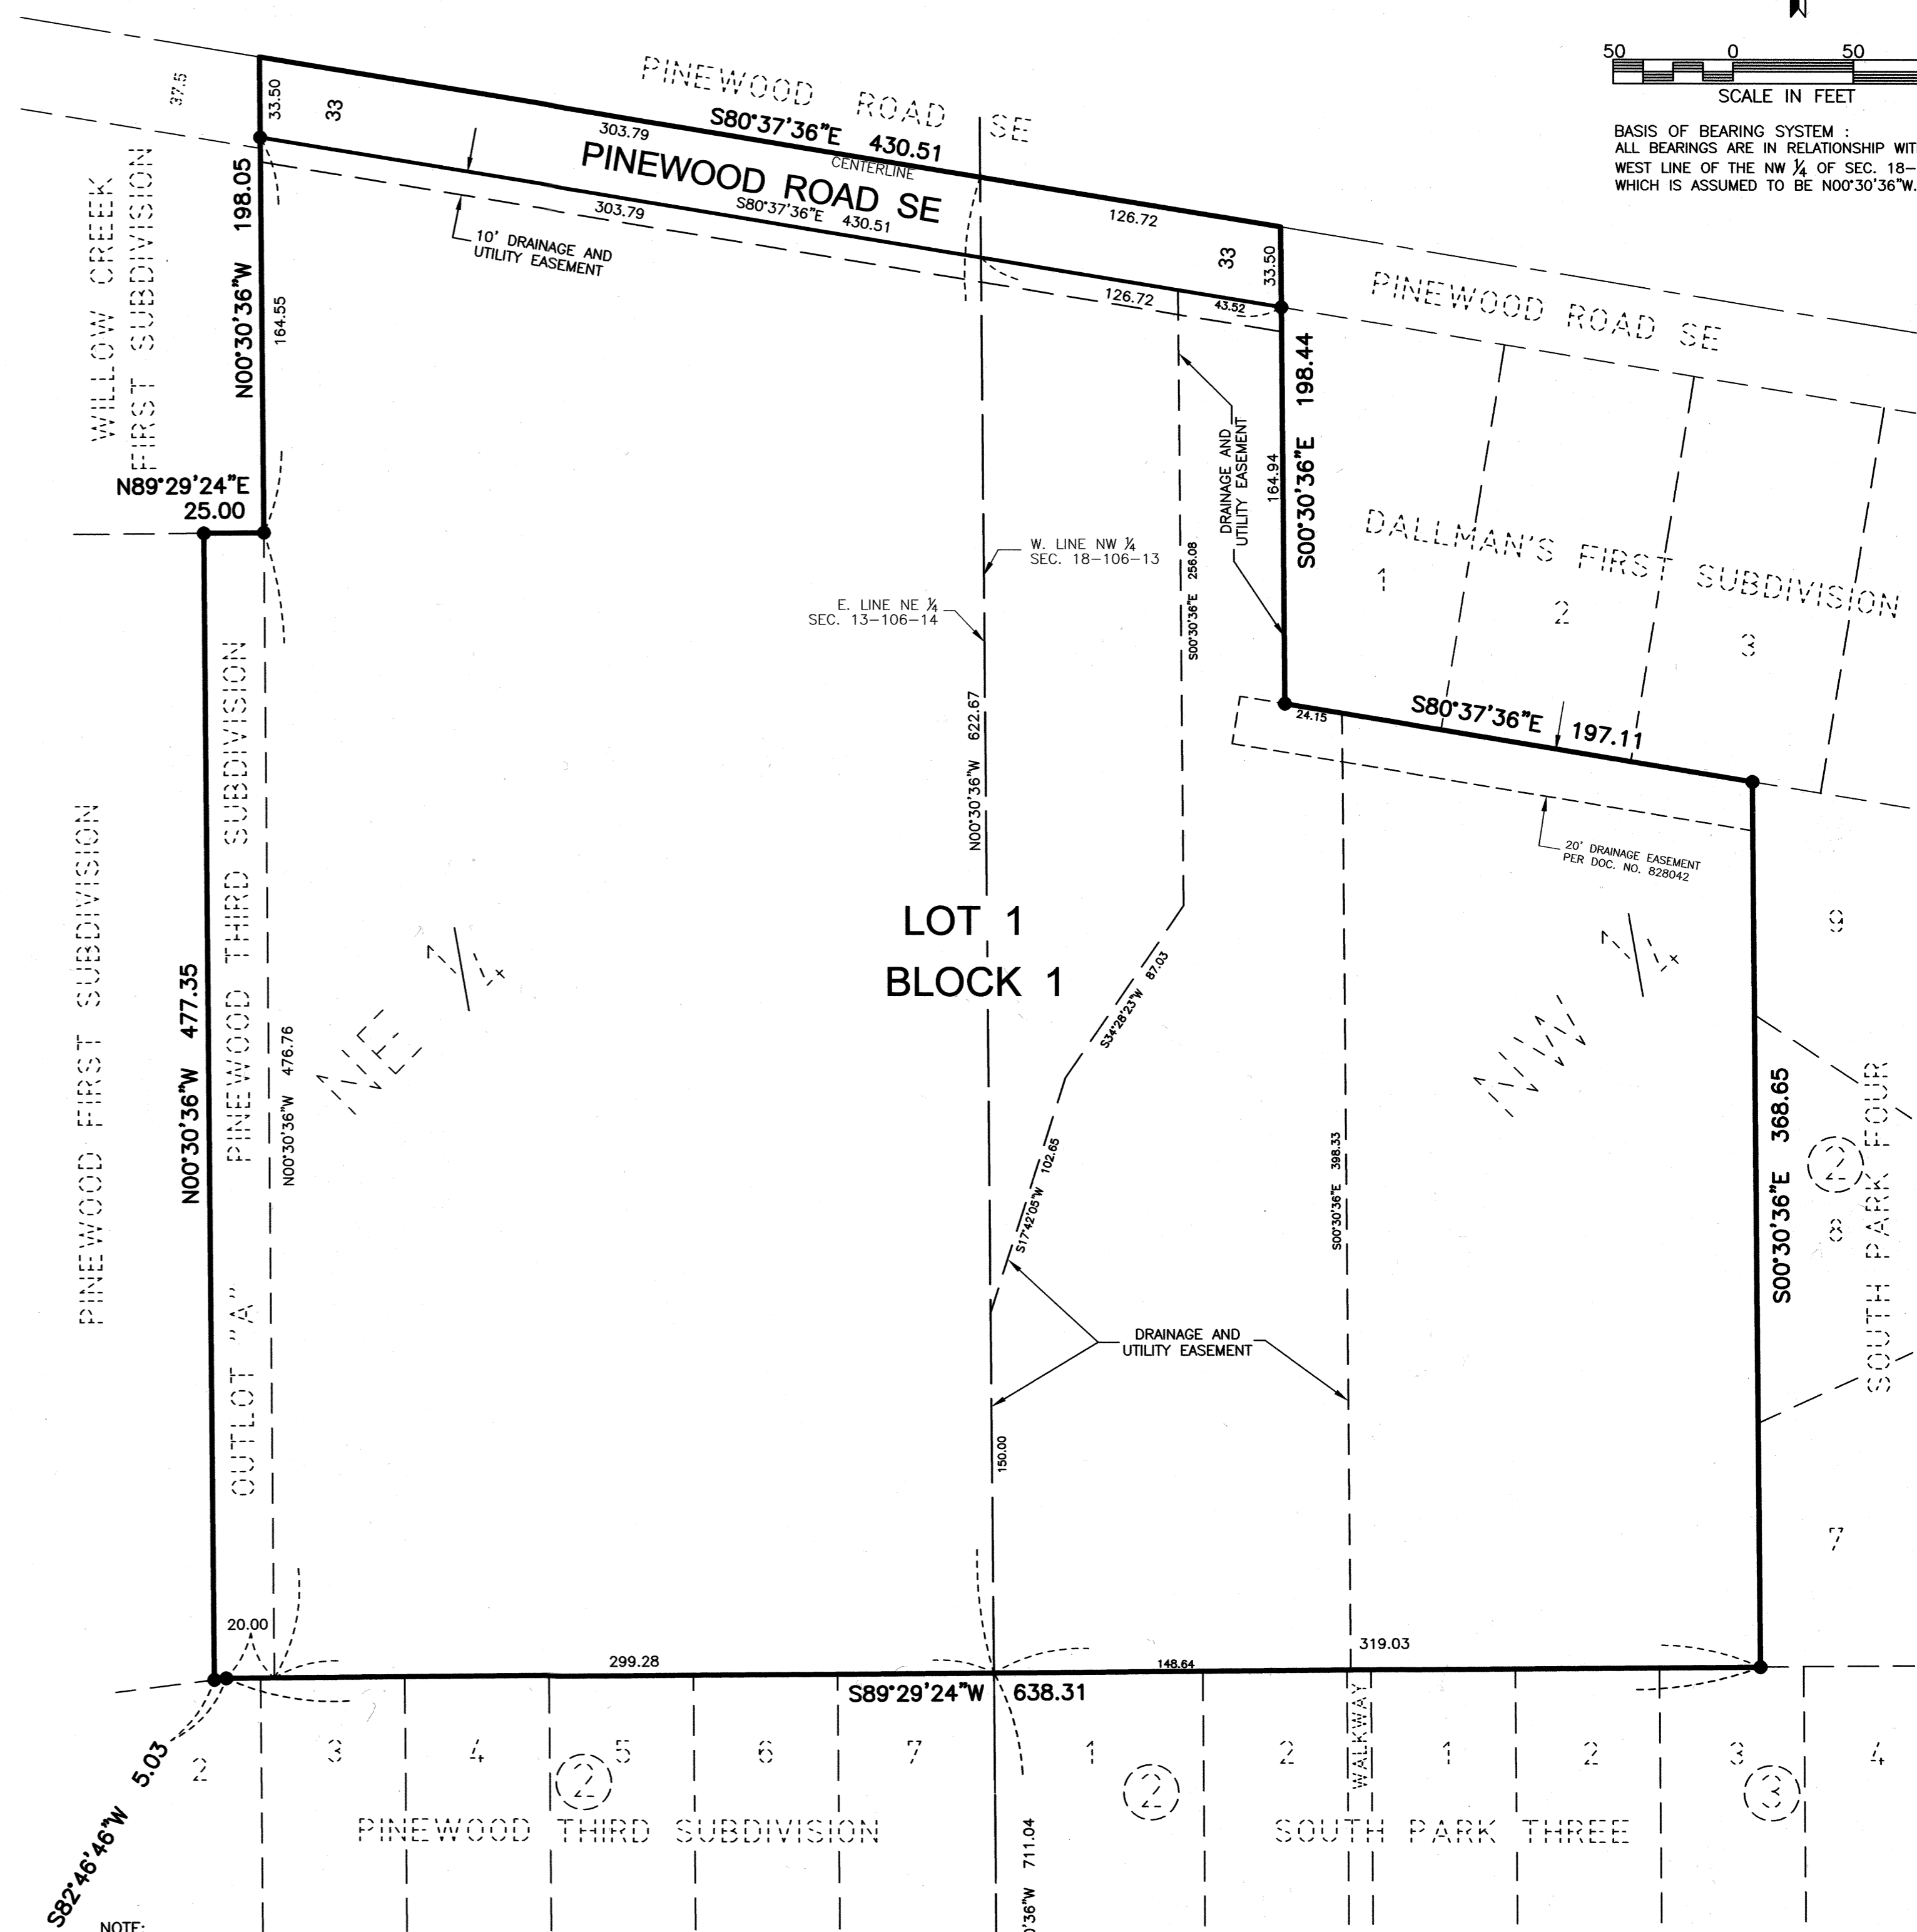 50 0 50
SCALE IN FEET
BASIS OF BEARING SYSTEM :
ALL BEARINGS ARE IN RELATIONSHIP WIT
WEST LINE OF THE NW ¼ OF SEC. 18-
WHICH IS ASSUMED TO BE N00°30'36"W.
37.5
33.50
33
PINEWOOD ROAD SE
303.79
S80°37'36"E 430.51
CENTERLINE
PINEWOOD ROAD SE
303.79
S80°37'36"E 430.51
126.72
33
33.50
126.72
43.52
10' DRAINAGE AND
UTILITY EASEMENT
PINEWOOD ROAD SE
WILLOW CREEK
FIRST SUBDIVISION
N00°30'36"W 198.05
164.55
N89°29'24"E
25.00
DRAINAGE AND
UTILITY EASEMENT
164.94
S00°30'36"E 198.44
DALLMAN'S FIRST SUBDIVISION
1
2
3
W. LINE NW ¼
SEC. 18-106-13
E. LINE NE ¼
SEC. 13-106-14
S00°30'36"E 256.08
N00°30'36"W 622.67
24.15
S80°37'36"E 197.11
20' DRAINAGE EASEMENT
PER DOC. NO. 828042
PINEWOOD FIRST SUBDIVISION
N00°30'36"W 477.35
PINEWOOD THIRD SUBDIVISION
OUTLOT "A"
N00°30'36"W 476.76
NE 1/4
LOT 1
BLOCK 1
NW 1/4
S34°28'23"W 87.03
S17°42'05"W 102.65
S00°30'36"E 398.33
S00°30'36"E 368.65
9
2
8
7
SOUTH PARK FOUR
DRAINAGE AND
UTILITY EASEMENT
150.00
20.00
299.28
148.64
319.03
S89°29'24"W 638.31
S82°46'46"W 5.03
2 3 4 5 6 7 1 2 WALKWAY 1 2 3 4
2 2 3
PINEWOOD THIRD SUBDIVISION
SOUTH PARK THREE
0'36"W 711.04
NOTE: